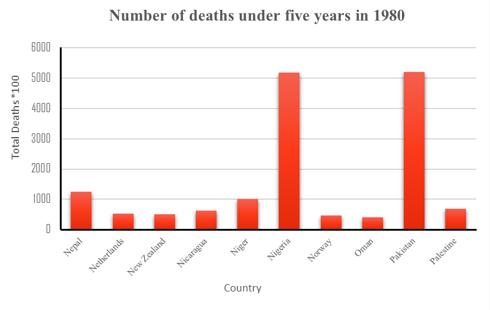 Number of deaths under five years in 1980
Total Deaths*100
6000
5000
4000
3000
2000
1000
0
Nepal
Netherlands
New Zealand
Nicaragua
Niger
Nigeria
Norway
Oman
Pakistan
Palestine
Country